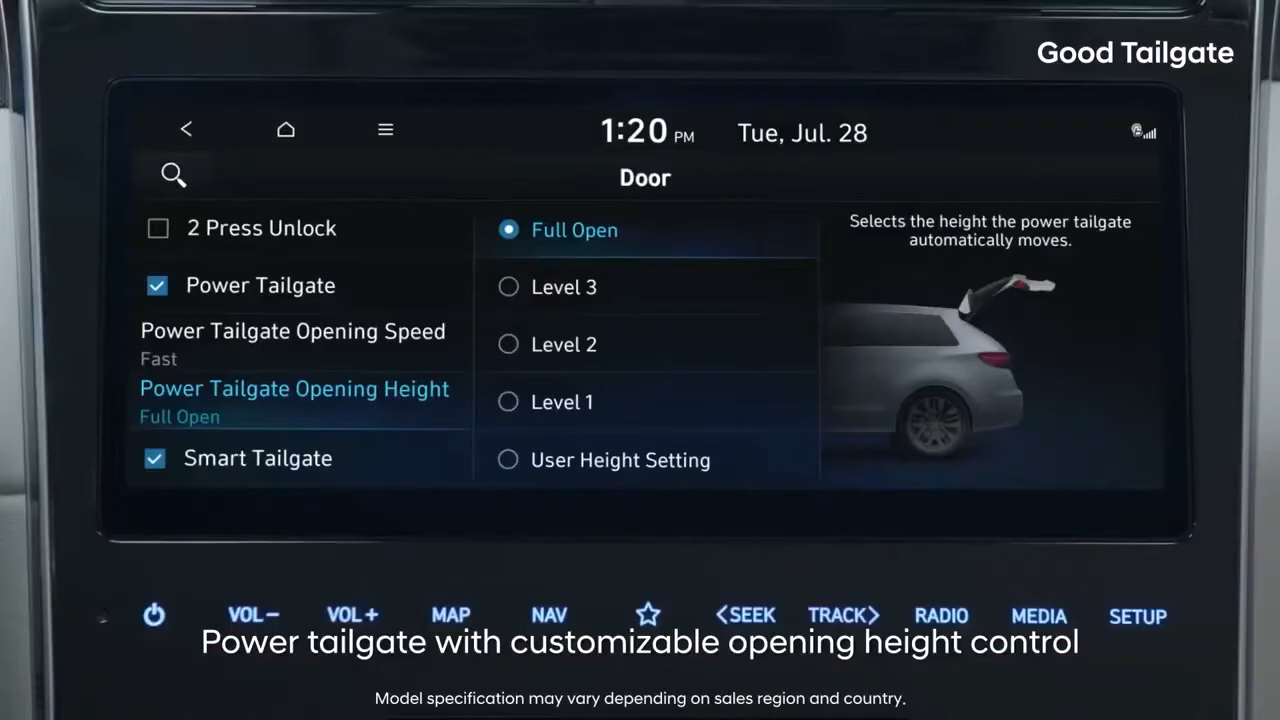 Good Tailgate
1:20 PM Tue, Jul. 28
Door
2 Press Unlock
Power Tailgate
Power Tailgate Opening Speed
Fast
Power Tailgate Opening Height
Full Open
Smart Tailgate
Full Open
Level 3
Level 2
Level 1
User Height Setting
Selects the height the power tailgate
automatically moves.
VOL− VOL+ MAP NAV <SEEK TRACK> RADIO MEDIA SETUP
Power tailgate with customizable opening height control
Model specification may vary depending on sales region and country.